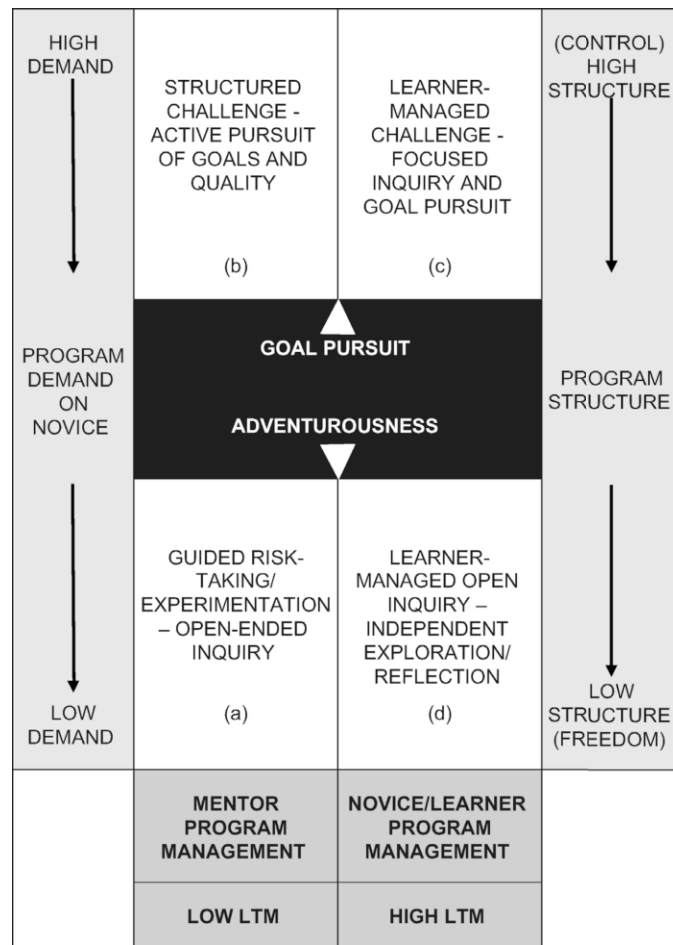 HIGH
DEMAND
STRUCTURED
CHALLENGE -
ACTIVE PURSUIT
OF GOALS AND
QUALITY
(b)
LEARNER-
MANAGED
CHALLENGE -
FOCUSED
INQUIRY AND
GOAL PURSUIT
(c)
(CONTROL)
HIGH
STRUCTURE
PROGRAM
DEMAND
ON
NOVICE
GOAL PURSUIT
ADVENTUROUSNESS
PROGRAM
STRUCTURE
GUIDED RISK-
TAKING/
EXPERIMENTATION
– OPEN-ENDED
INQUIRY
(a)
LEARNER-
MANAGED OPEN
INQUIRY –
INDEPENDENT
EXPLORATION/
REFLECTION
(d)
LOW
DEMAND
LOW
STRUCTURE
(FREEDOM)
MENTOR
PROGRAM
MANAGEMENT
NOVICE/LEARNER
PROGRAM
MANAGEMENT
LOW LTM
HIGH LTM